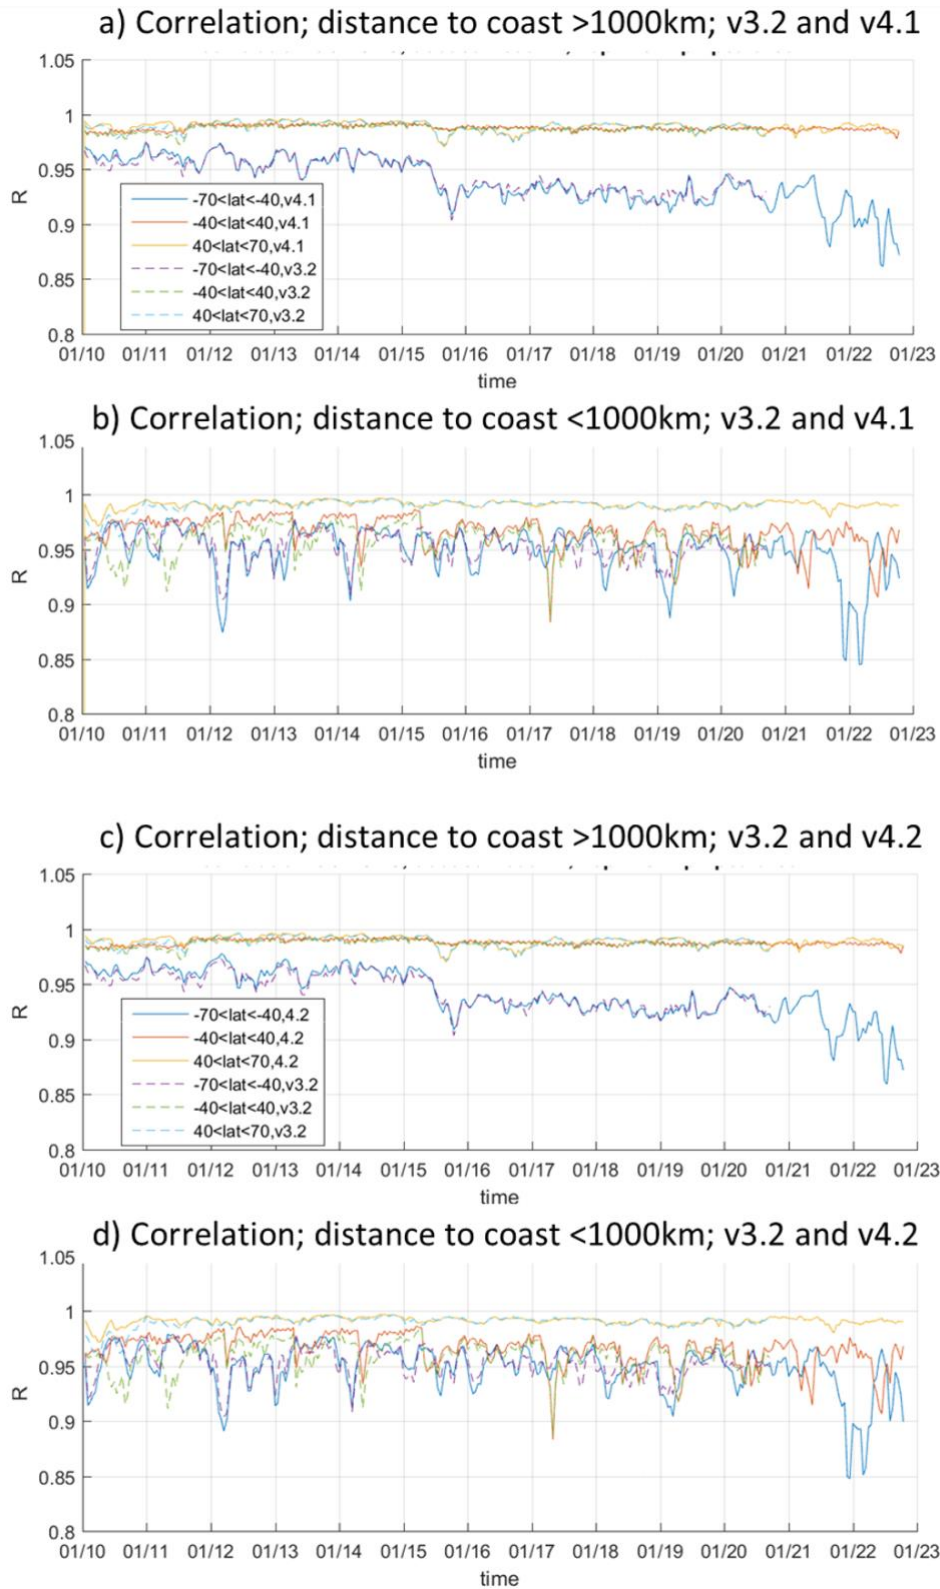 a) Correlation; distance to coast >1000km; v3.2 and v4.1
1.05
1
0.95
0.9
0.85
0.8
R
-70<lat<-40,v4.1
-40<lat<40,v4.1
40<lat<70,v4.1
-70<lat<-40,v3.2
-40<lat<40,v3.2
40<lat<70,v3.2
01/10 01/11 01/12 01/13 01/14 01/15 01/16 01/17 01/18 01/19 01/20 01/21 01/22 01/23
time
b) Correlation; distance to coast <1000km; v3.2 and v4.1
1.05
1
0.95
0.9
0.85
0.8
R
01/10 01/11 01/12 01/13 01/14 01/15 01/16 01/17 01/18 01/19 01/20 01/21 01/22 01/23
time
c) Correlation; distance to coast >1000km; v3.2 and v4.2
1.05
1
0.95
0.9
0.85
0.8
R
-70<lat<-40,4.2
-40<lat<40,4.2
40<lat<70,4.2
-70<lat<-40,v3.2
-40<lat<40,v3.2
40<lat<70,v3.2
01/10 01/11 01/12 01/13 01/14 01/15 01/16 01/17 01/18 01/19 01/20 01/21 01/22 01/23
time
d) Correlation; distance to coast <1000km; v3.2 and v4.2
1.05
1
0.95
0.9
0.85
0.8
R
01/10 01/11 01/12 01/13 01/14 01/15 01/16 01/17 01/18 01/19 01/20 01/21 01/22 01/23
time